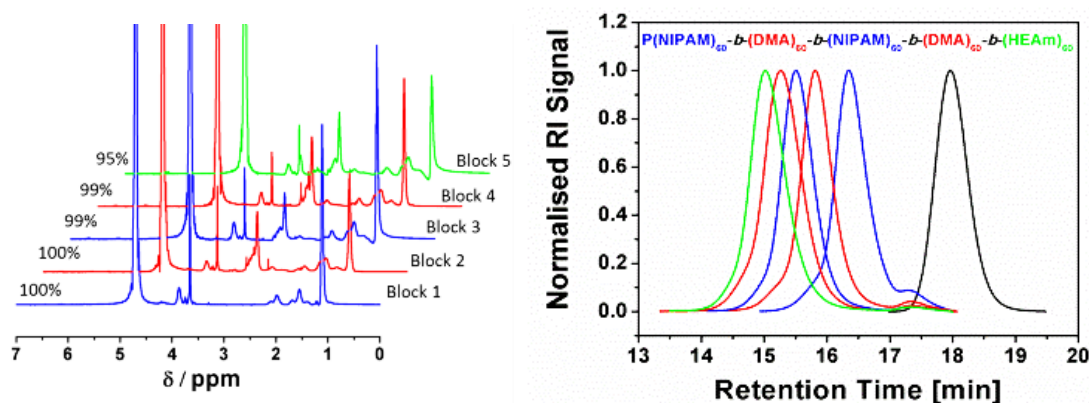 95%
Block 5
99%
Block 4
99%
Block 3
100%
Block 2
100%
Block 1
7 6 5 4 3 2 1 0
δ / ppm
P(NIPAM)60-b-(DMA)60-b-(NIPAM)60-b-(DMA)60-b-(HEAm)60
Normalised RI Signal
1.2
1.0
0.8
0.6
0.4
0.2
0.0
13 14 15 16 17 18 19 20
Retention Time [min]